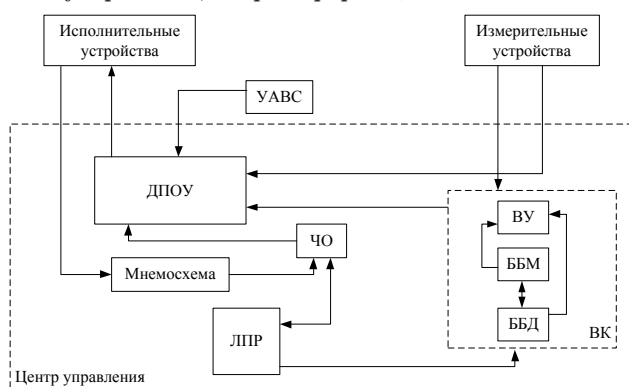 Исполнительные
устройства
Измерительные
устройства
УАВС
ДПОУ
ВУ
ЧО
Мнемосхема
ББМ
ББД
ЛПР
ВК
Центр управления